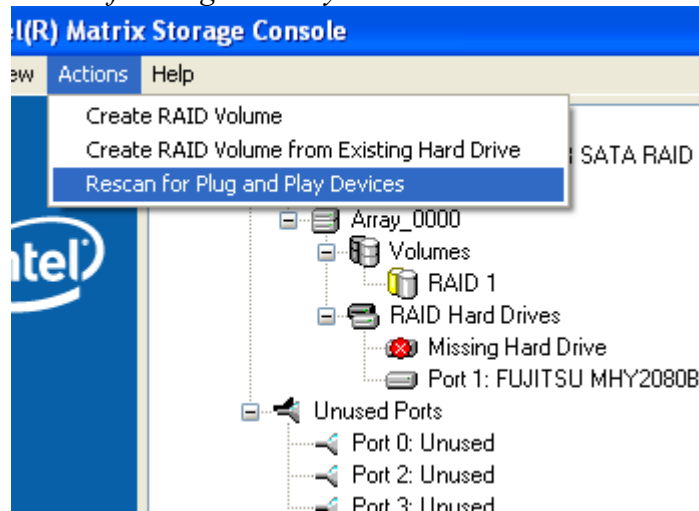 l(R) Matrix Storage Console
ew Actions Help
Create RAID Volume
Create RAID Volume from Existing Hard Drive
Rescan for Plug and Play Devices
SATA RAID
Array_0000
ntel
Volumes
RAID 1
RAID Hard Drives
Missing Hard Drive
Port 1: FUJITSU MHY2080B
Unused Ports
Port 0: Unused
Port 2: Unused
Port 3: Unused